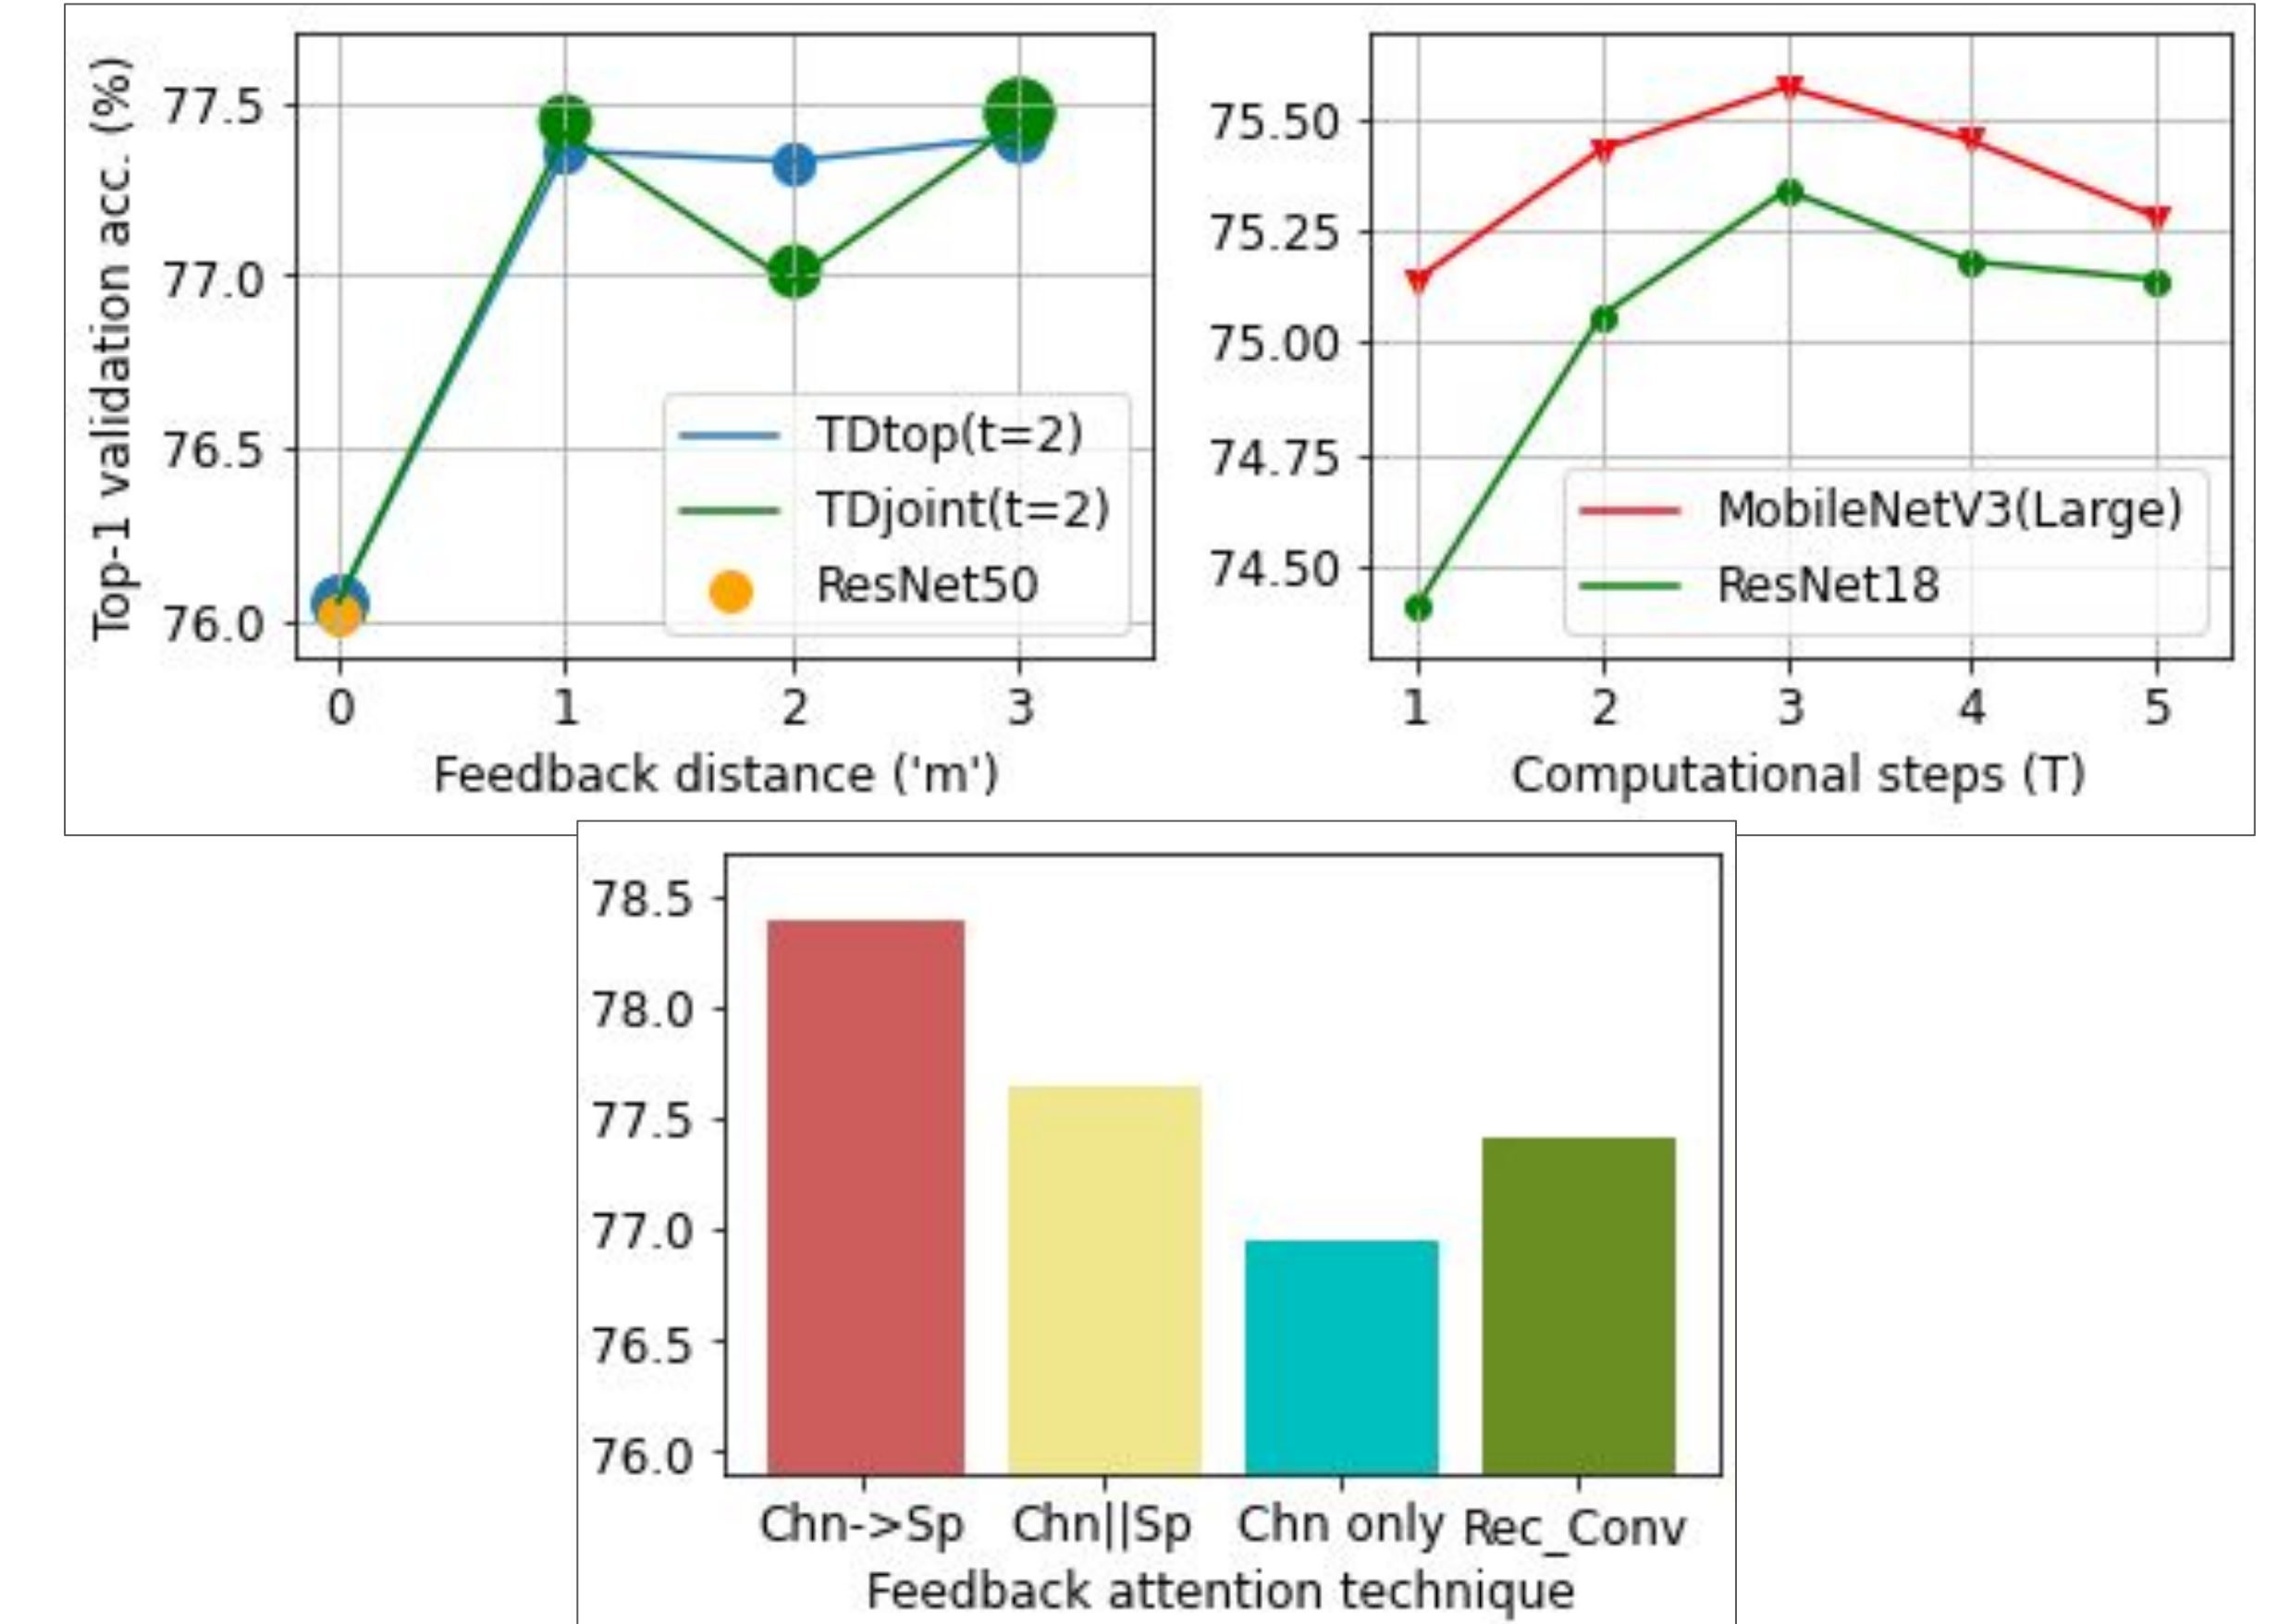 Top-1 validation acc. (%)
77.5
77.0
76.5
76.0
TDtop(t=2)
TDjoint(t=2)
ResNet50
0 1 2 3
Feedback distance ('m')
75.50
75.25
75.00
74.75
74.50
MobileNetV3(Large)
ResNet18
1 2 3 4 5
Computational steps (T)
78.5
78.0
77.5
77.0
76.5
76.0
Chn->Sp Chn||Sp Chn only Rec_Conv
Feedback attention technique